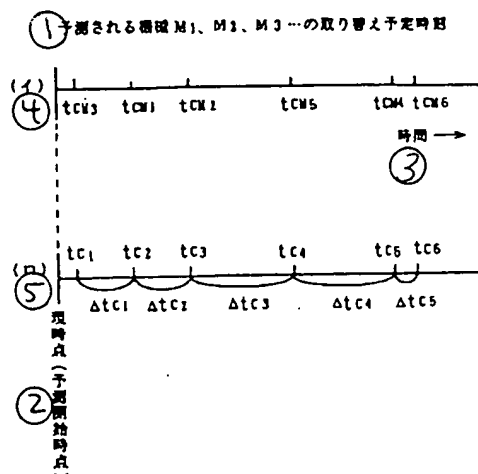 ① 予測される機械M1、M2、M3…の取り替え予定時刻
(イ)
④ tCM3 tCM1 tCM2 tCM5 tCM4 tCM6
時間 →
③
tC1 tC2 tC3 tC4 tC5 tC6
(ロ)
⑤ ΔtC1 ΔtC2 ΔtC3 ΔtC4 ΔtC5
現時点(予測開始時点)
②